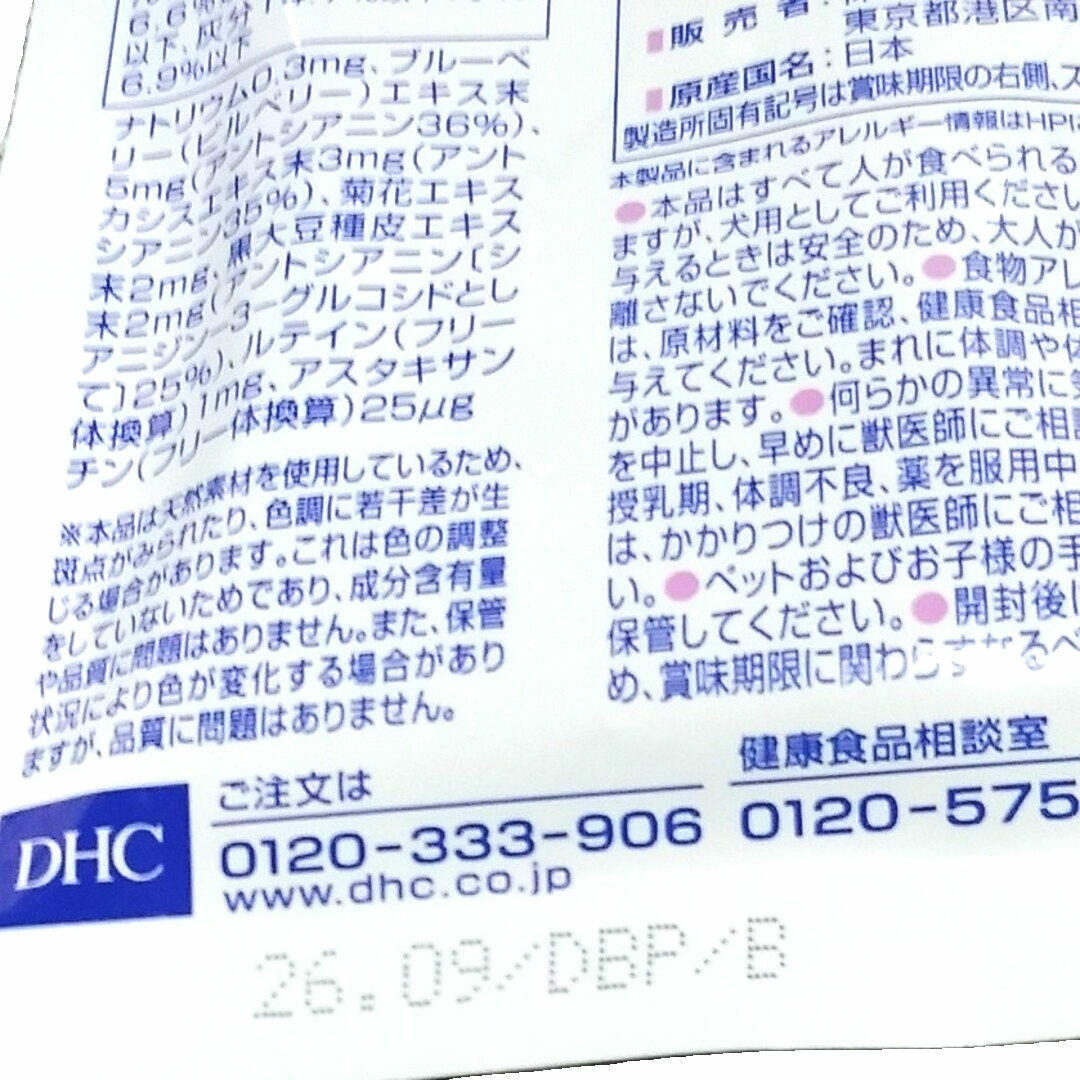 6.6%
以下、灰分
6.9%以下
ナトリウム0.3mg、ブルーベ
リー(ビルベリー)エキス末
5mg(アントシアニン36%)、
カシスエキス末3mg(アント
シアニン35%)、菊花エキス
末2mg、黒大豆種皮エキス
末2mg(アントシアニン〔シ
アニジン-3-グルコシドとし
て〕25%)、ルテイン(フリー
体換算)1mg、アスタキサン
チン(フリー体換算)25μg
※本品は天然素材を使用しているため、
斑点がみられたり、色調に若干差が生
じる場合があります。これは色の調整
をしていないためであり、成分含有量
や品質に問題はありません。また、保管
状況により色が変化する場合があり
ますが、品質に問題はありません。
販売者:
東京都港区南
原産国名:日本
製造所固有記号は賞味期限の右側、ス
本製品に含まれるアレルギー情報はHPに
●本品はすべて人が食べられる
ますが、犬用としてご利用ください
与えるときは安全のため、大人が
離さないでください。●食物アレ
は、原材料をご確認、健康食品相
与えてください。まれに体調や体
があります。●何らかの異常に気
を中止し、早めに獣医師にご相談
授乳期、体調不良、薬を服用中
は、かかりつけの獣医師にご相
い。●ペットおよびお子様の手
保管してください。●開封後は
め、賞味期限に関わらずなるべ
DHC
ご注文は
0120-333-906
www.dhc.co.jp
健康食品相談室
0120-575
26.09/DBP/B